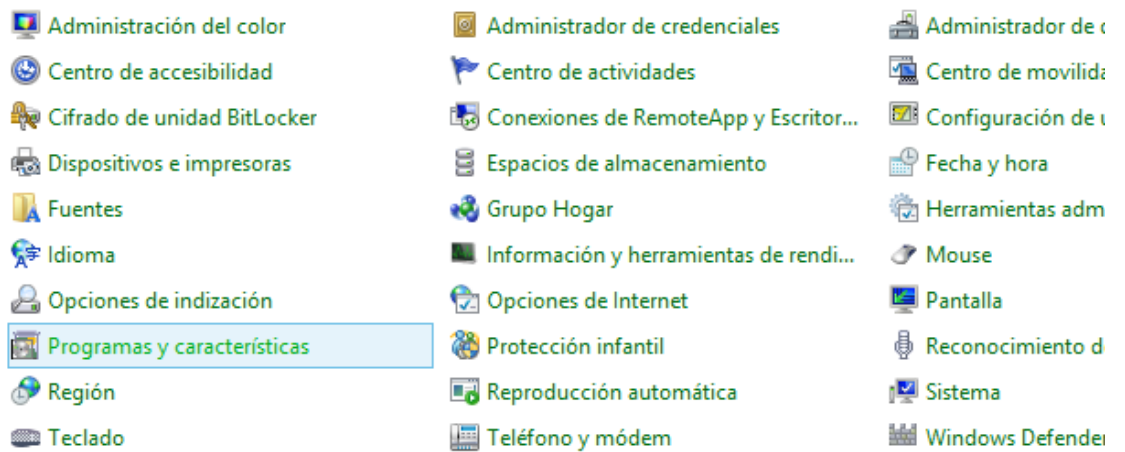 Administración del color
Administrador de credenciales
Administrador de
Centro de accesibilidad
Centro de actividades
Centro de
Cifrado de unidad BitLocker
Conexiones de RemoteApp y Escritor...
Configuración de
Dispositivos e impresoras
Espacios de almacenamiento
Fecha y hora
Fuentes
Grupo Hogar
Herramientas adm
Idioma
Información y herramientas de rendi...
Mouse
Opciones de indización
Opciones de Internet
Pantalla
Programas y características
Protección infantil
Reconocimiento d
Región
Reproducción automática
Sistema
Teclado
Teléfono y módem
Windows Defender